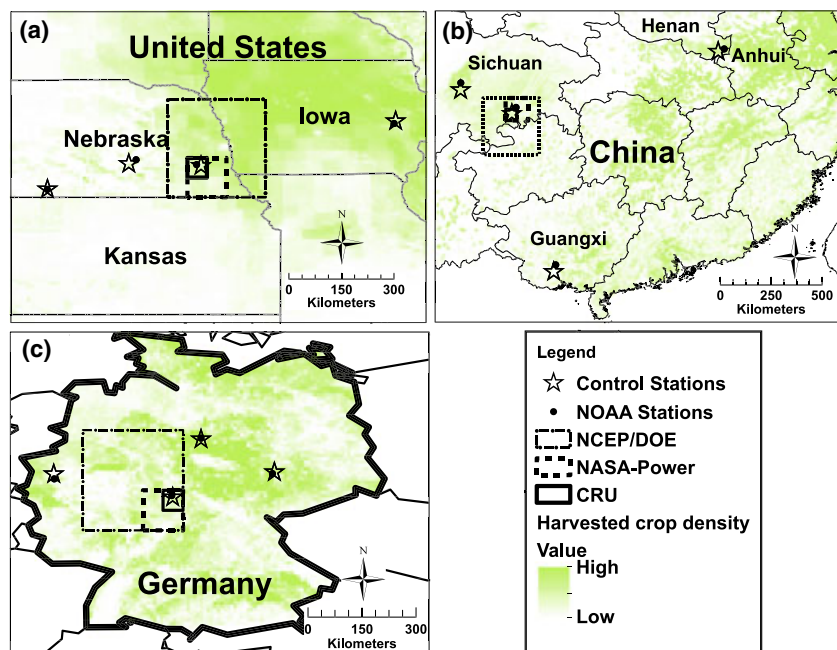 (a)
United States
Iowa
Nebraska
Kansas
N
0 150 300
Kilometers
(b)
Henan
Anhui
Sichuan
China
Guangxi
N
0 250 500
Kilometers
(c)
Germany
N
0 150 300
Kilometers
Legend
Control Stations
NOAA Stations
NCEP/DOE
NASA-Power
CRU
Harvested crop density
Value
High
Low